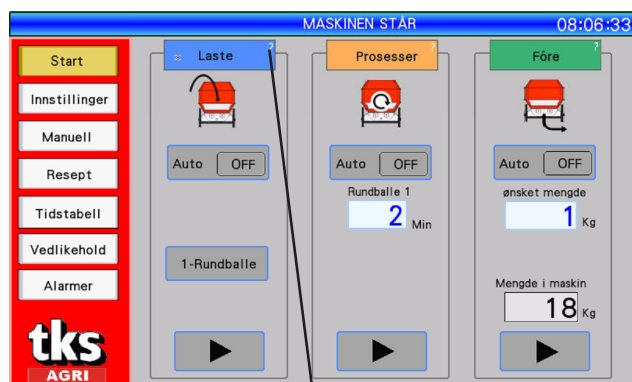 MASKINEN STÅR 08:06:33
Start
Innstillinger
Manuell
Resept
Tidstabell
Vedlikehold
Alarmer
tks
AGRI
Laste ?
Auto OFF
1-Rundballe
Prosesser ?
Auto OFF
Rundballe 1
2 Min
Fôre ?
Auto OFF
ønsket mengde
1 Kg
Mengde i maskin
18 Kg